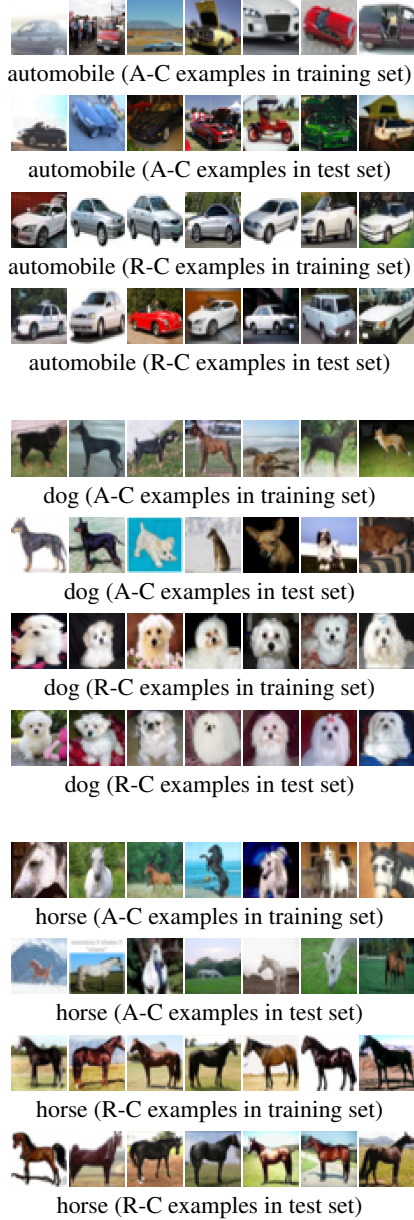 automobile (A-C examples in training set)
automobile (A-C examples in test set)
automobile (R-C examples in training set)
automobile (R-C examples in test set)
dog (A-C examples in training set)
dog (A-C examples in test set)
dog (R-C examples in training set)
dog (R-C examples in test set)
horse (A-C examples in training set)
horse (A-C examples in test set)
horse (R-C examples in training set)
horse (R-C examples in test set)